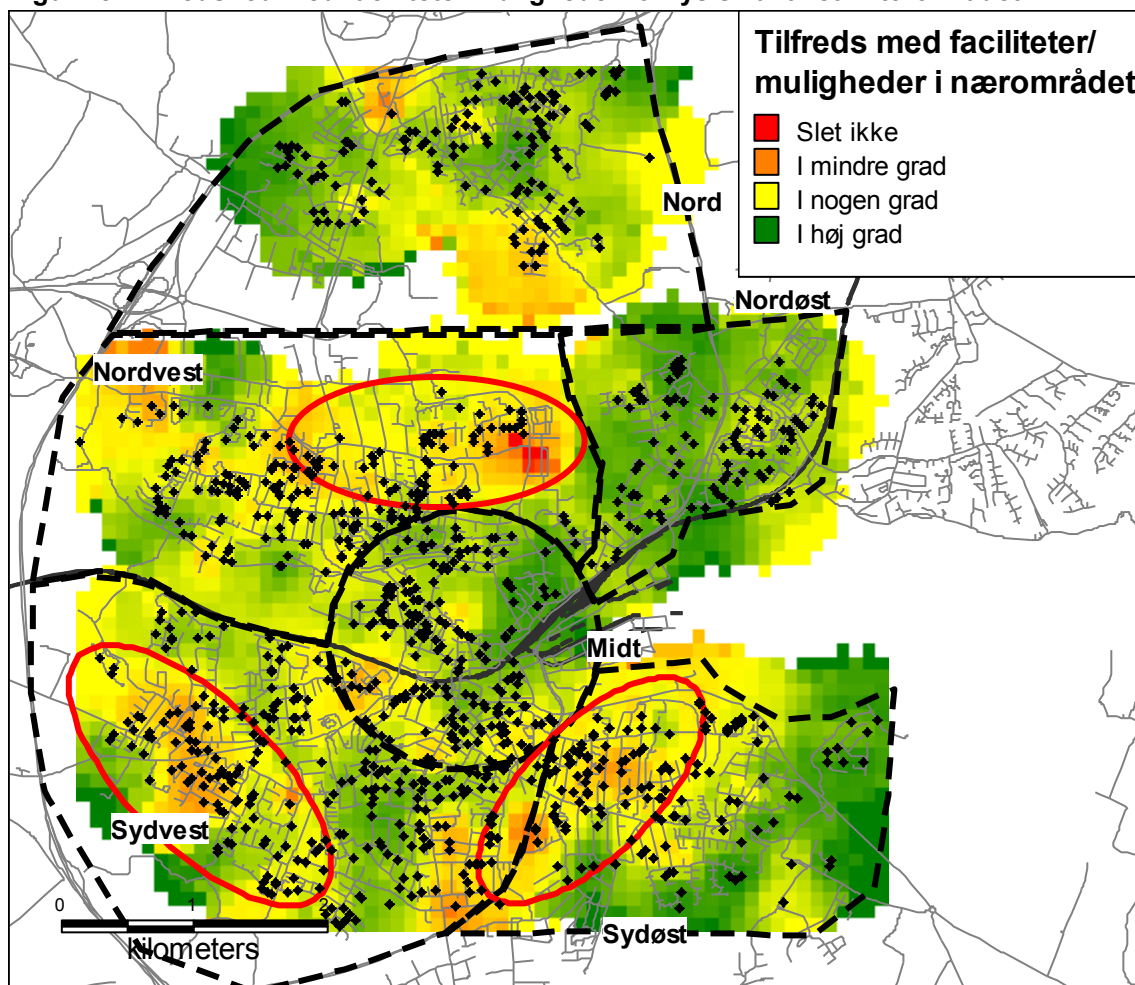 Tilfreds med faciliteter/
muligheder i nærområdet
Slet ikke
I mindre grad
I nogen grad
I høj grad
Nord
Nordøst
Nordvest
Midt
Sydvest
0 1 2
kilometers
Sydøst